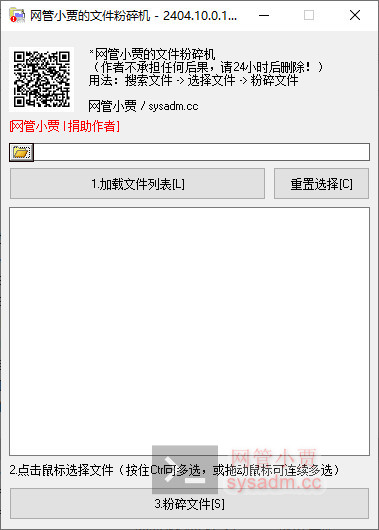 网管小贾的文件粉碎机 - 2404.10.0.1...
*网管小贾的文件粉碎机
（作者不承担任何后果，请24小时后删除！）
用法：搜索文件 -> 选择文件 -> 粉碎文件
网管小贾 / sysadm.cc
[网管小贾 | 捐助作者]
1.加载文件列表[L]
重置选择[C]
2.点击鼠标选择文件（按住Ctrl可多选，或拖动鼠标可连续多选）
网管小贾
sysadm.cc
3.粉碎文件[S]